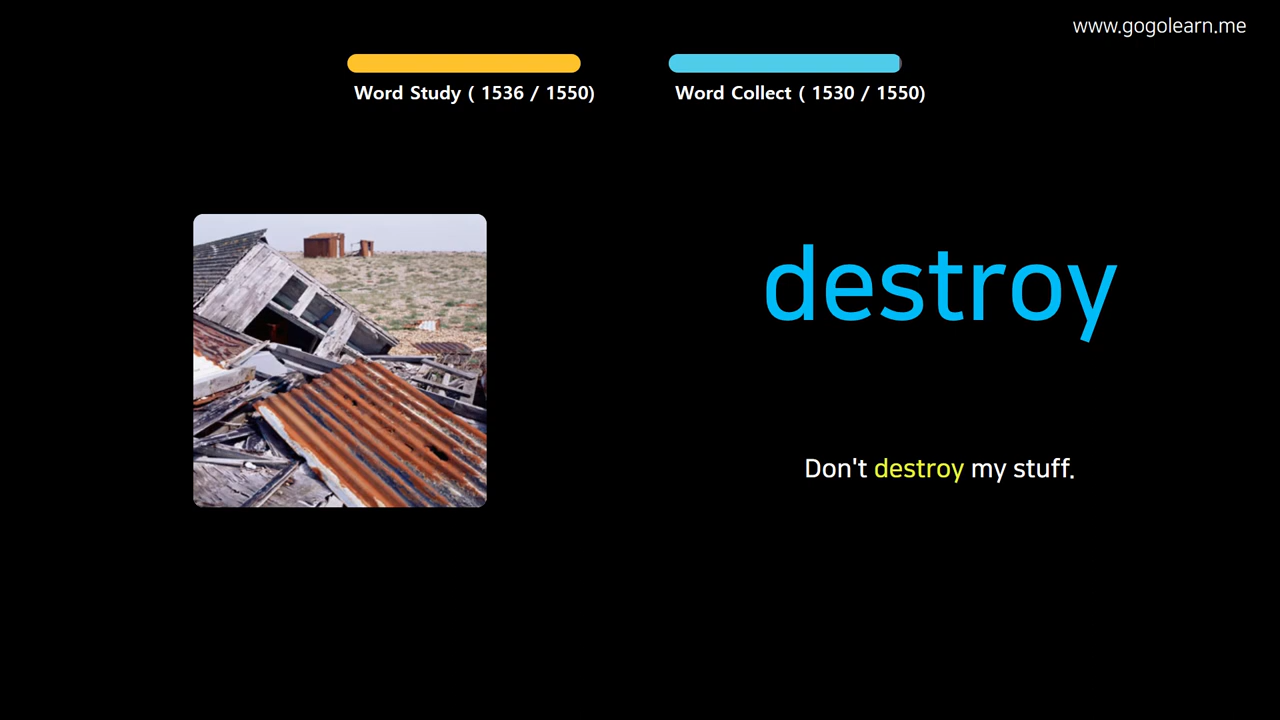 www.gogolearn.me
Word Study ( 1536 / 1550)
Word Collect ( 1530 / 1550)
destroy
Don't destroy my stuff.